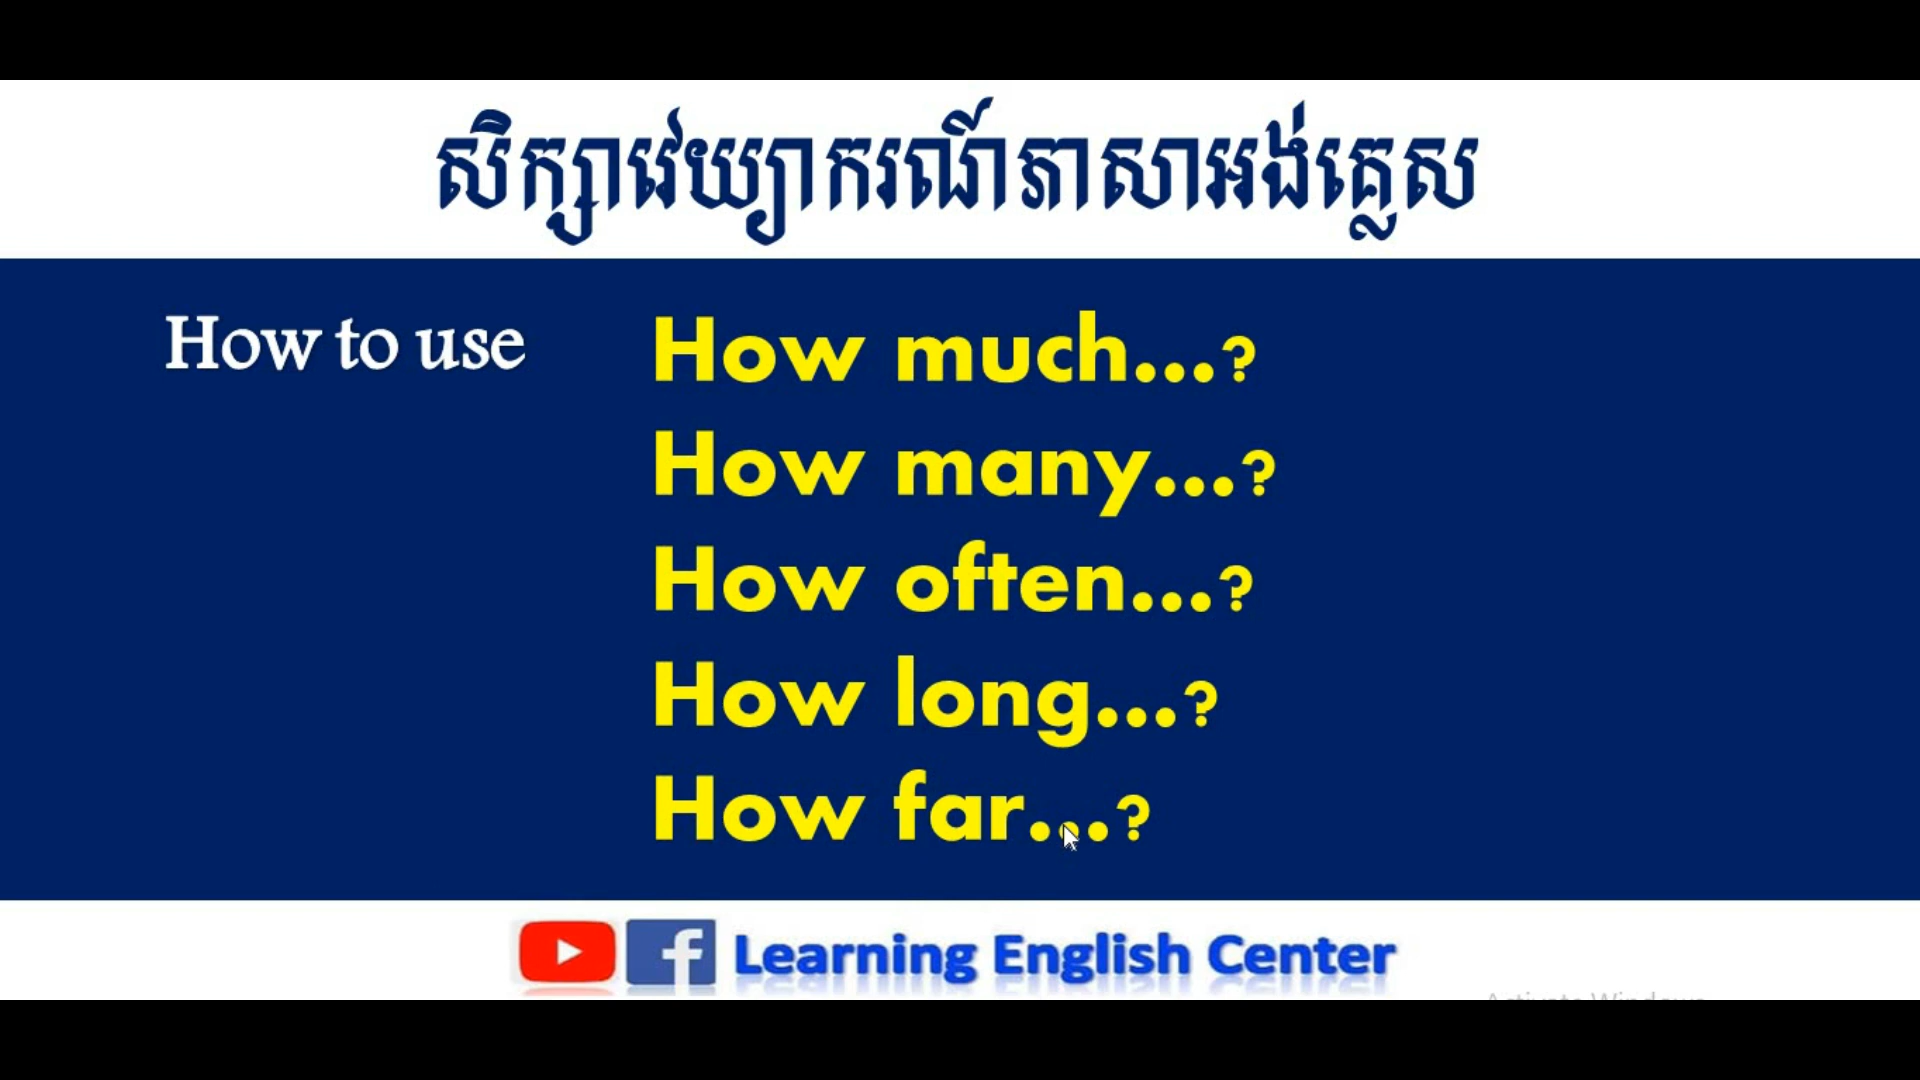 សិក្សាវេយ្យាករណ៍ភាសាអង់គ្លេស
How to use
How much...?
How many...?
How often...?
How long...?
How far...?
Learning English Center